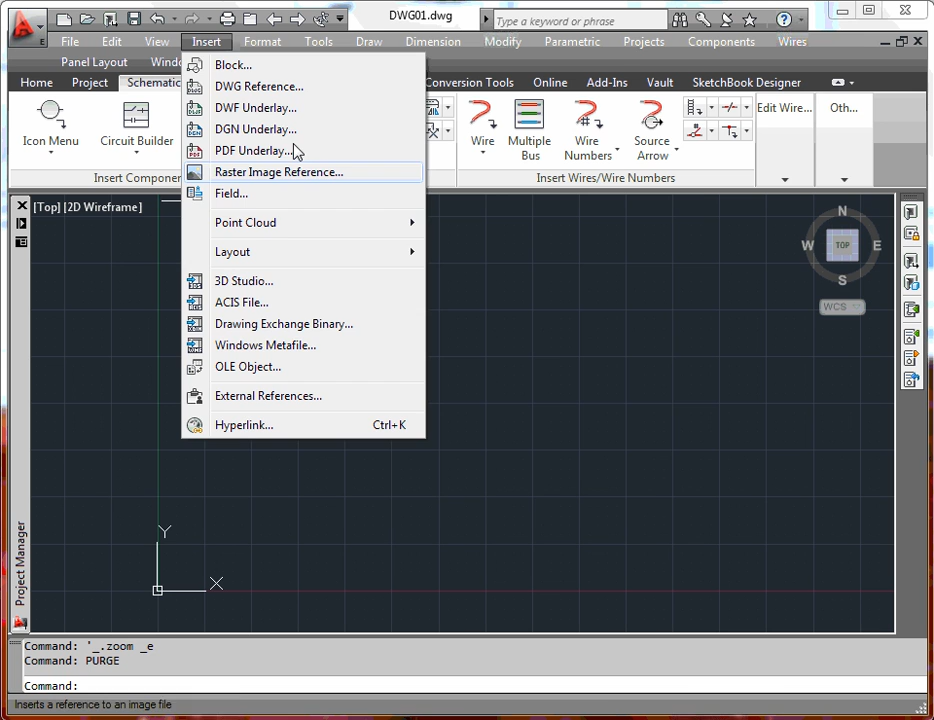 DWG01.dwg
Type a keyword or phrase
E
File Edit View Insert Format Tools Draw Dimension Modify Parametric Projects Components Wires
Panel Layout Windo
Home Project Schematic Conversion Tools Online Add-Ins Vault SketchBook Designer
Icon Menu
Circuit Builder
Insert Componen
Block...
DWG Reference...
DWF Underlay...
DGN Underlay...
PDF Underlay...
Raster Image Reference...
Field...
Point Cloud
Layout
3D Studio...
ACIS File...
Drawing Exchange Binary...
Windows Metafile...
OLE Object...
External References...
Hyperlink... Ctrl+K
Wire
Multiple
Bus
Wire
Numbers
Source
Arrow
Insert Wires/Wire Numbers
Edit Wire...
Oth...
[Top] [2D Wireframe]
N
W TOP E
S
WCS
Y
X
Project Manager
Command: '_.zoom _e
Command: PURGE
Command:
Inserts a reference to an image file